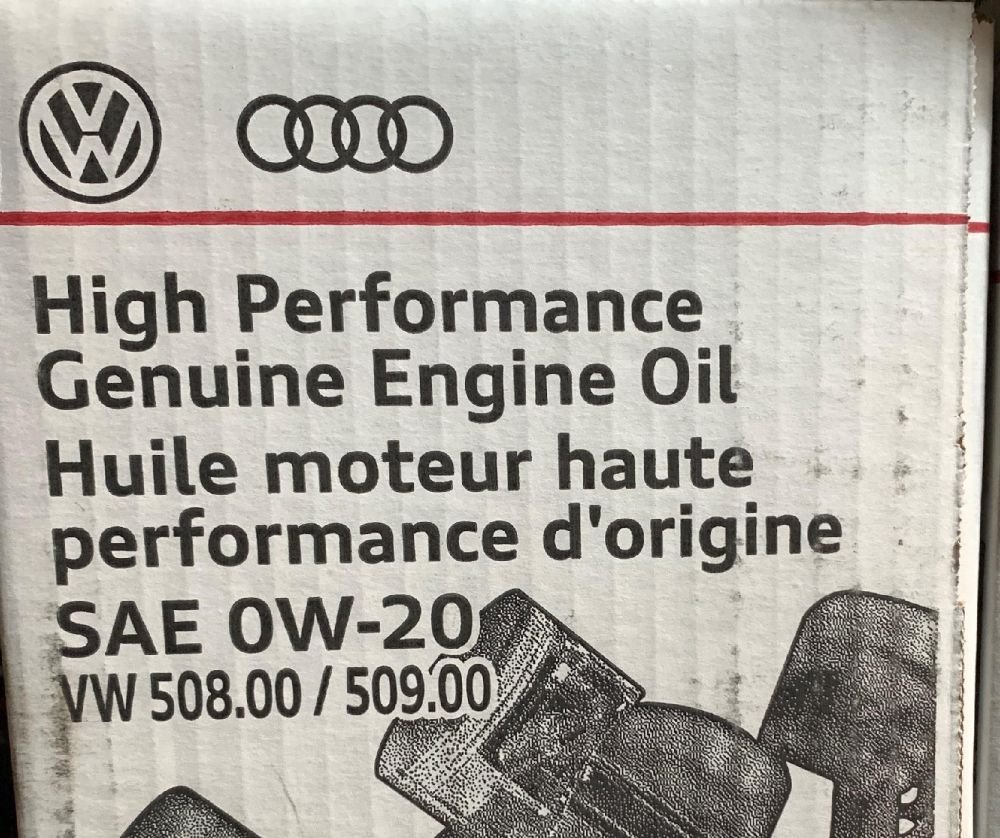 High Performance
Genuine Engine Oil
Huile moteur haute
performance d'origine
SAE 0W-20
VW 508.00 / 509.00